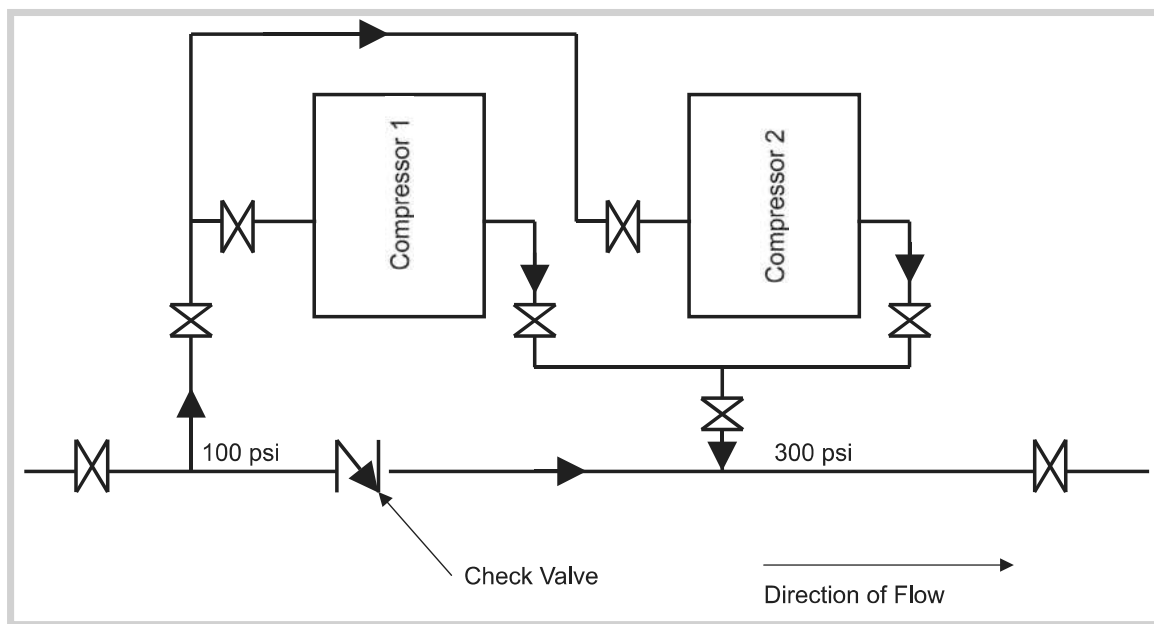 Compressor 1
Compressor 2
100 psi
300 psi
Check Valve
Direction of Flow